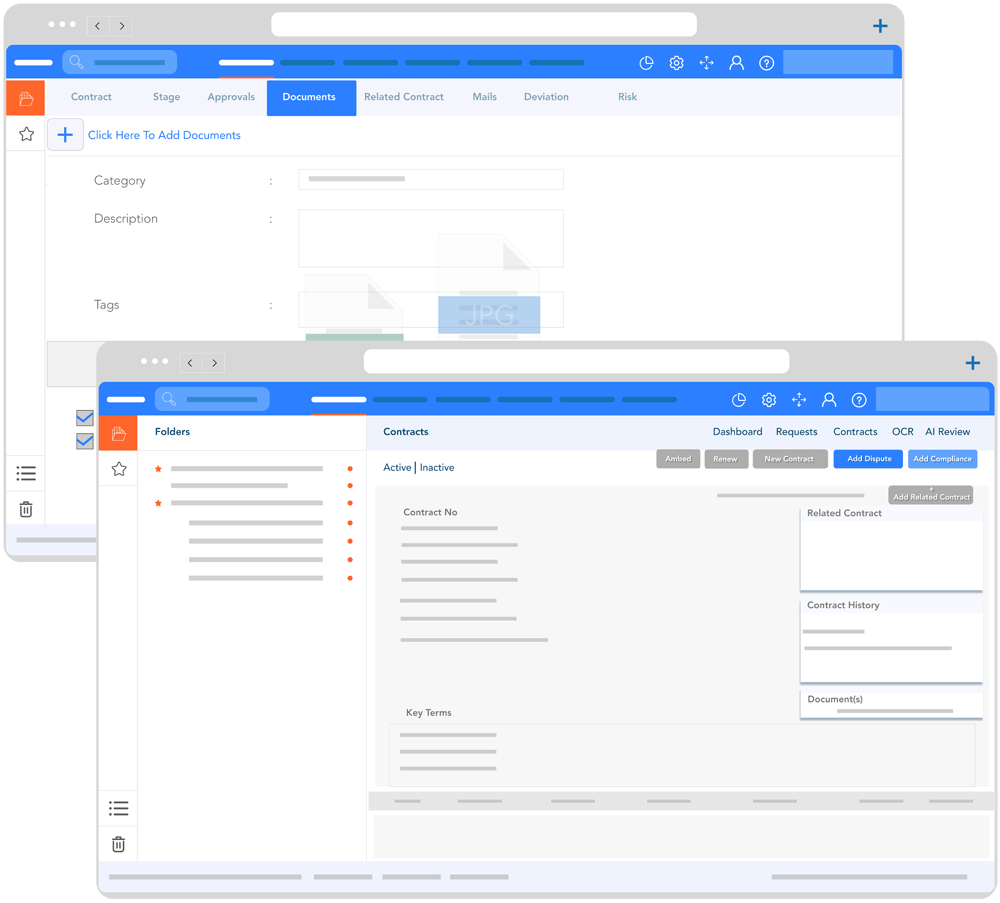 Contract Stage Approvals Documents Related Contract Mails Deviation Risk
Click Here To Add Documents
Category :
Description :
Tags :
JPG
Folders
Contracts
Dashboard Requests Contracts OCR AI Review
Active | Inactive
Ambed Renew New Contract Add Dispute Add Compliance
+
Add Related Contract
Contract No
Related Contract
Contract History
Document(s)
Key Terms